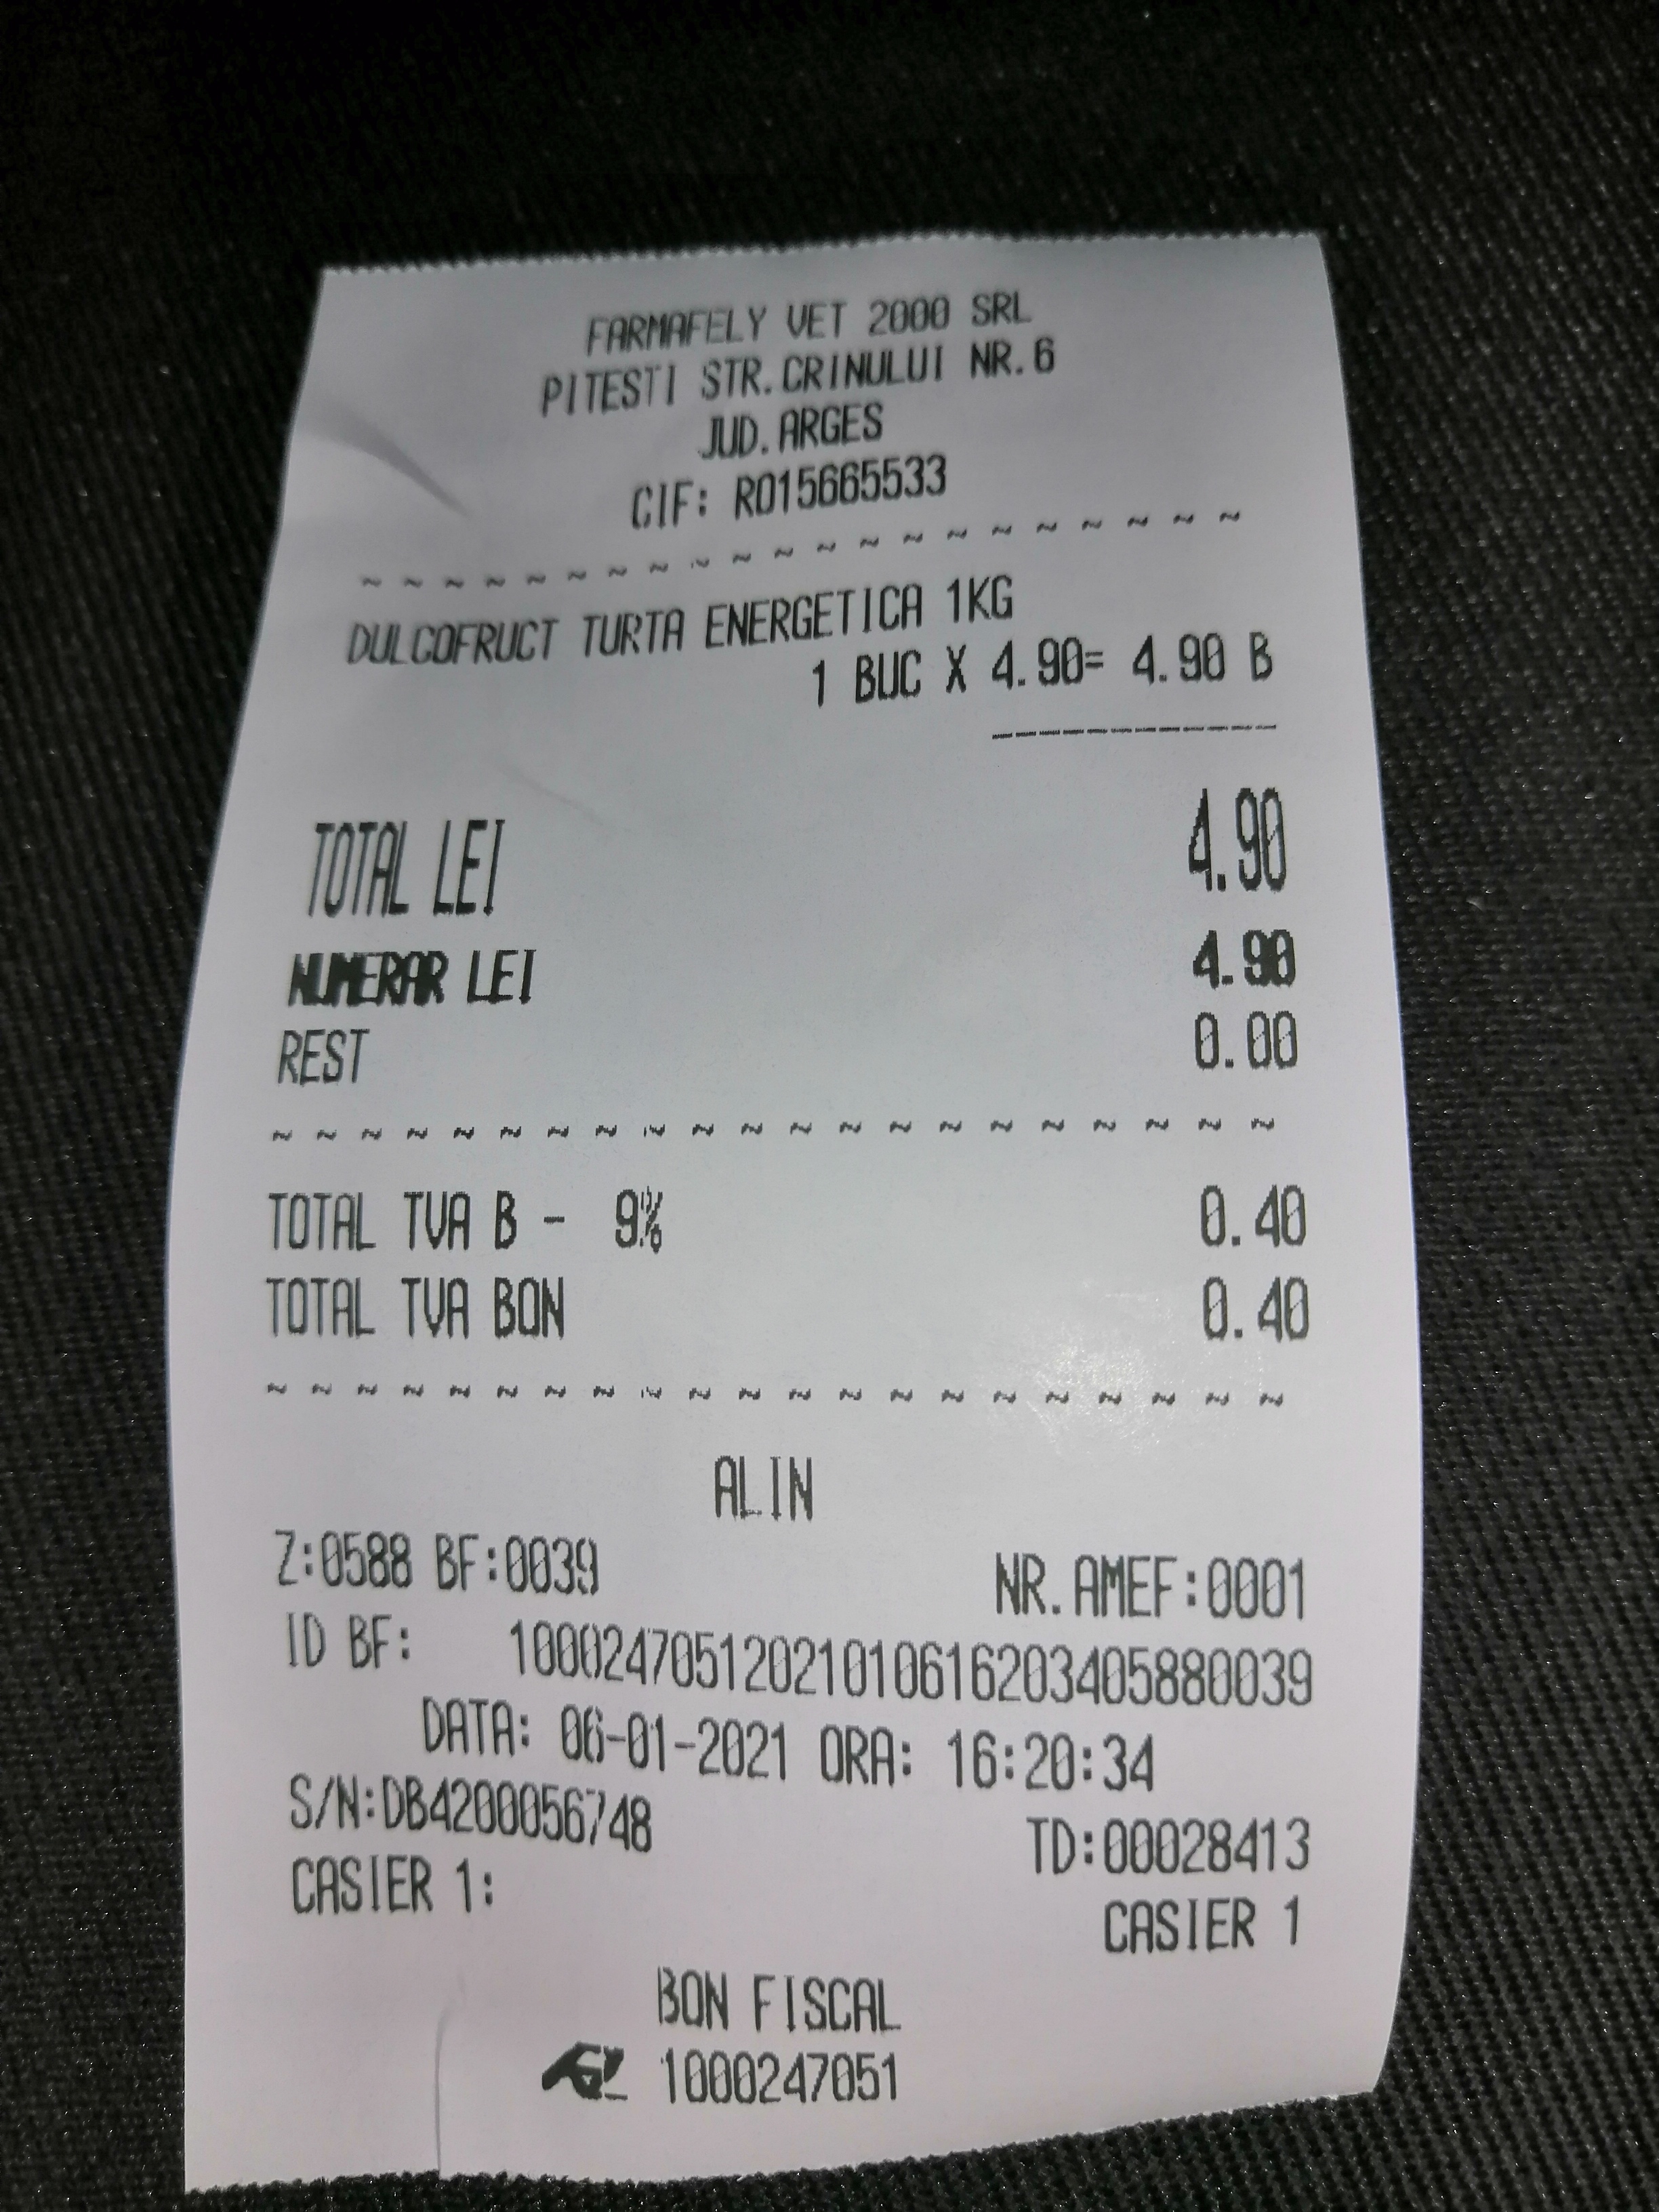 FARMAFELY VET 2000 SRL
PITESTI STR.CRINULUI NR.6
JUD.ARGES
CIF: RO15665533
~ ~ ~ ~ ~ ~ ~ ~ ~ ~ ~ ~ ~ ~ ~ ~ ~ ~ ~ ~ ~
DULCOFRUCT TURTA ENERGETICA 1KG
1 BUC X 4.90= 4.90 B
-----------
TOTAL LEI 4.90
NUMERAR LEI 4.90
REST 0.00
~ ~ ~ ~ ~ ~ ~ ~ ~ ~ ~ ~ ~ ~ ~ ~ ~ ~ ~ ~ ~
TOTAL TVA B - 9% 0.40
TOTAL TVA BON 0.40
~ ~ ~ ~ ~ ~ ~ ~ ~ ~ ~ ~ ~ ~ ~ ~ ~ ~ ~ ~ ~
ALIN
Z:0588 BF:0039 NR.AMEF:0001
ID BF: 10002470512021010616203405880039
DATA: 06-01-2021 ORA: 16:20:34
S/N:DB4200056748 TD:00028413
CASIER 1: CASIER 1
BON FISCAL
1000247051